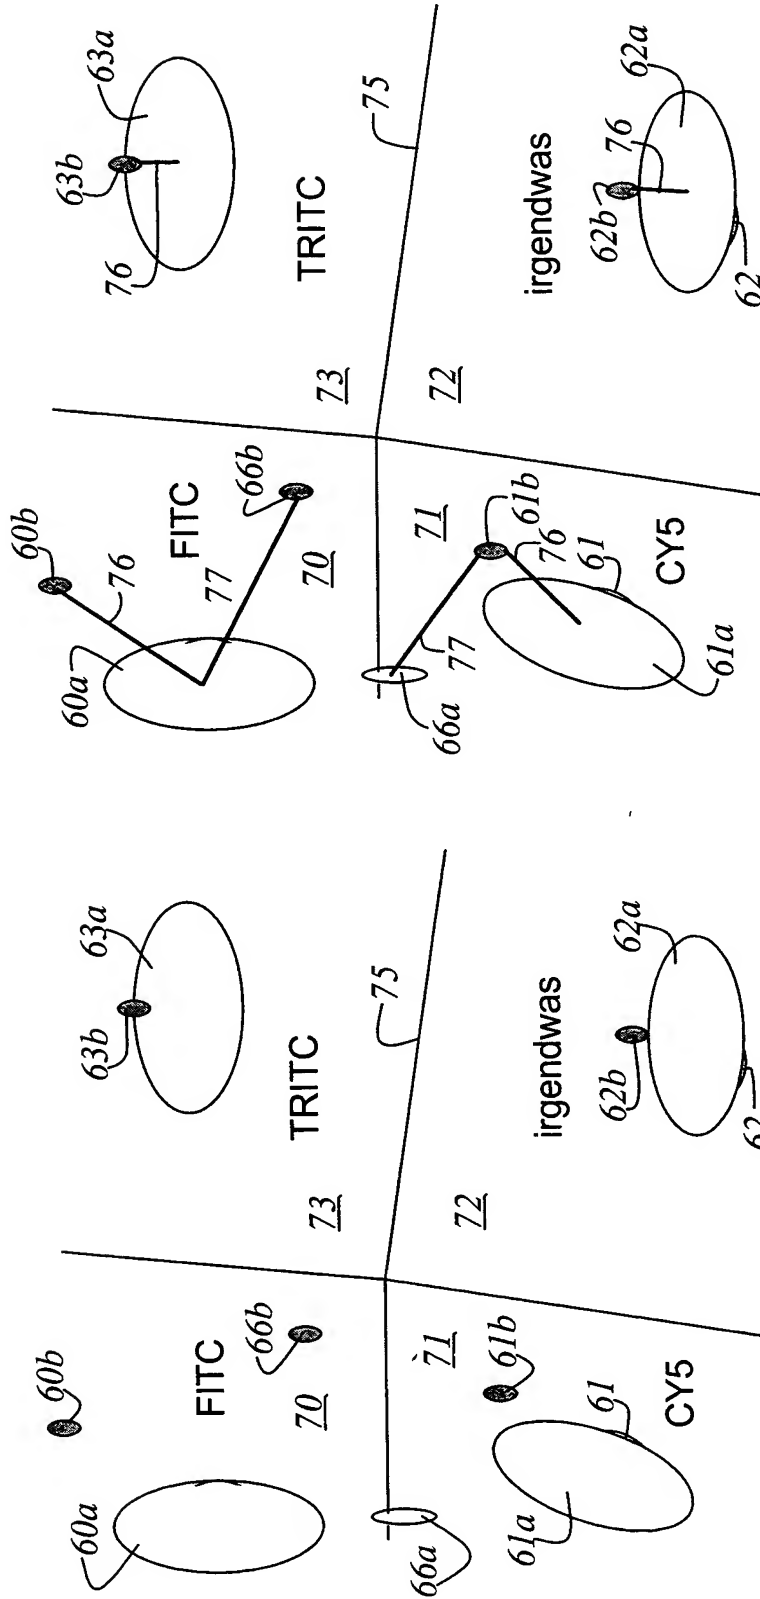 60a
60b
63b
63a
FITC
66b
TRITC
70
73
75
66a
71
72
61b
61a
irgendwas
61
62b
62a
CY5
62
60a
60b
76
63b
63a
76
FITC
77
66b
TRITC
70
73
75
66a
71
72
77
61b
76
irgendwas
61
62b
76
62a
CY5
61a
62